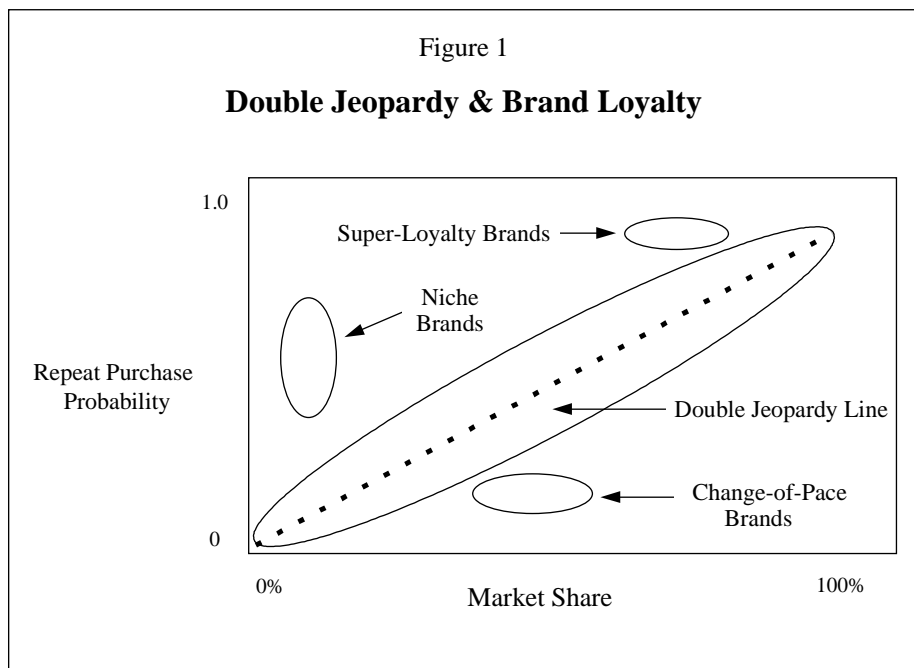 Figure 1
Double Jeopardy & Brand Loyalty
1.0
Super-Loyalty Brands
Niche
Brands
Repeat Purchase
Probability
Double Jeopardy Line
Change-of-Pace
Brands
0
0%
Market Share
100%